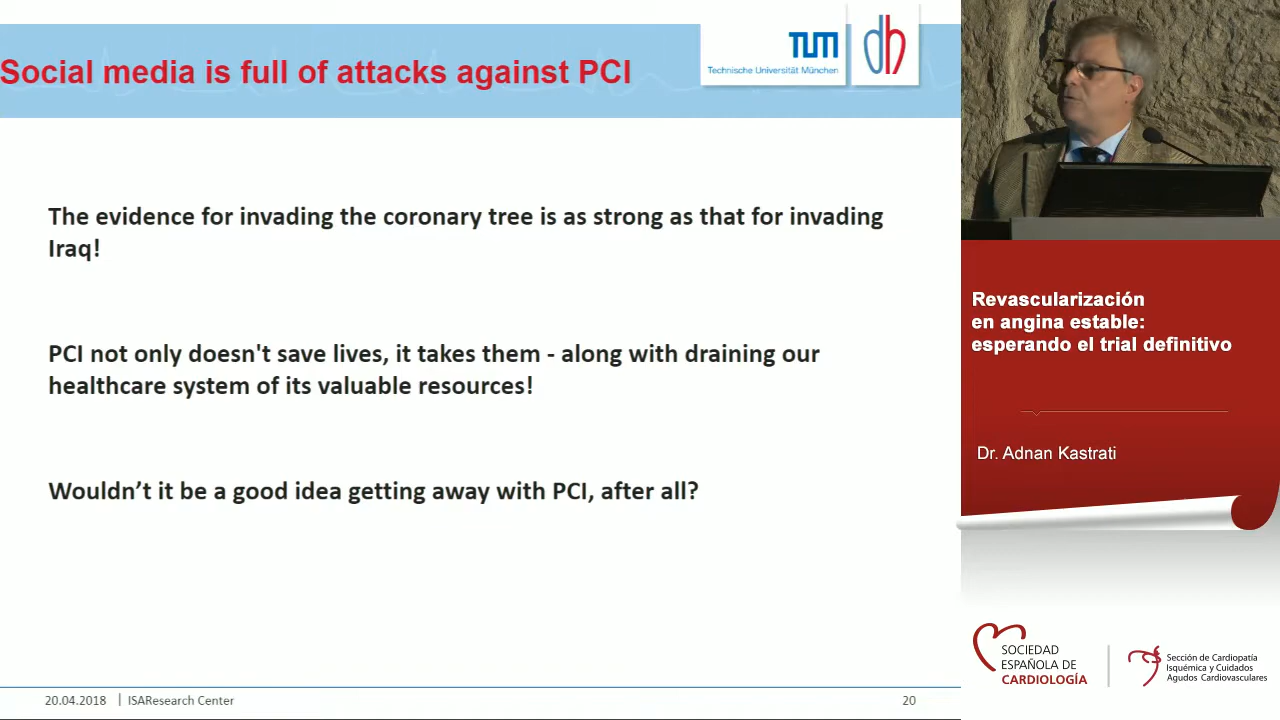 Social media is full of attacks against PCI
TUM
Technische Universität München
The evidence for invading the coronary tree is as strong as that for invading
Iraq!
PCI not only doesn't save lives, it takes them - along with draining our
healthcare system of its valuable resources!
Wouldn’t it be a good idea getting away with PCI, after all?
20.04.2018 | ISAResearch Center
20
Revascularización
en angina estable:
esperando el trial definitivo
Dr. Adnan Kastrati
SOCIEDAD
ESPAÑOLA DE
CARDIOLOGÍA
Sección de Cardiopatía
Isquémica y Cuidados
Agudos Cardiovasculares